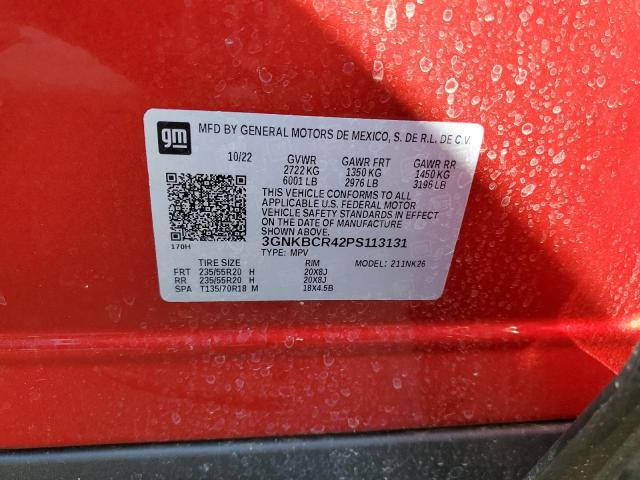 gm
MFD BY GENERAL MOTORS DE MEXICO, S. DE R.L. DE C.V.
10/22 GVWR GAWR FRT GAWR RR
2722 KG 1350 KG 1450 KG
6001 LB 2976 LB 3196 LB
THIS VEHICLE CONFORMS TO ALL
APPLICABLE U.S. FEDERAL MOTOR
VEHICLE SAFETY STANDARDS IN EFFECT
ON THE DATE OF MANUFACTURE
SHOWN ABOVE.
3GNKBCR42PS113131
170H TYPE: MPV MODEL: 211NK26
TIRE SIZE RIM
FRT 235/55R20 H 20X8J
RR 235/55R20 H 20X8J
SPA T135/70R18 M 18X4.5B